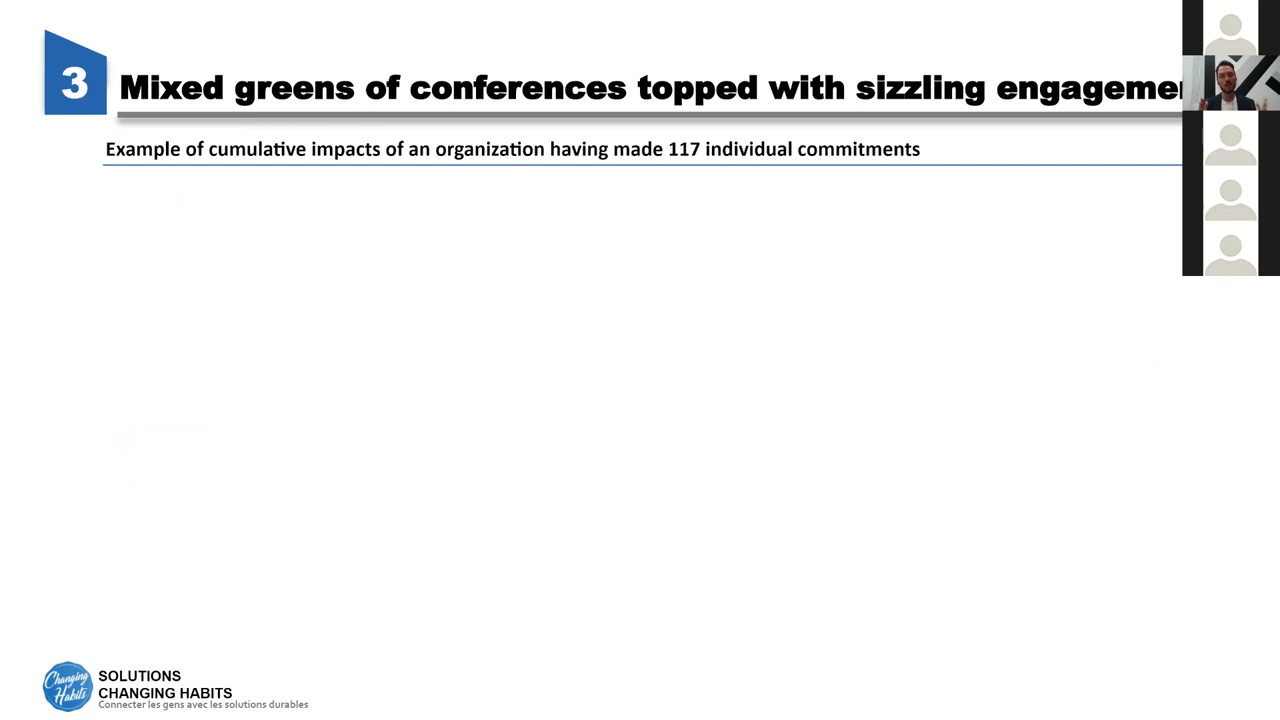 3
Mixed greens of conferences topped with sizzling engagemen
Example of cumulative impacts of an organization having made 117 individual commitments
Changing
Habits
SOLUTIONS
CHANGING HABITS
Connecter les gens avec les solutions durables